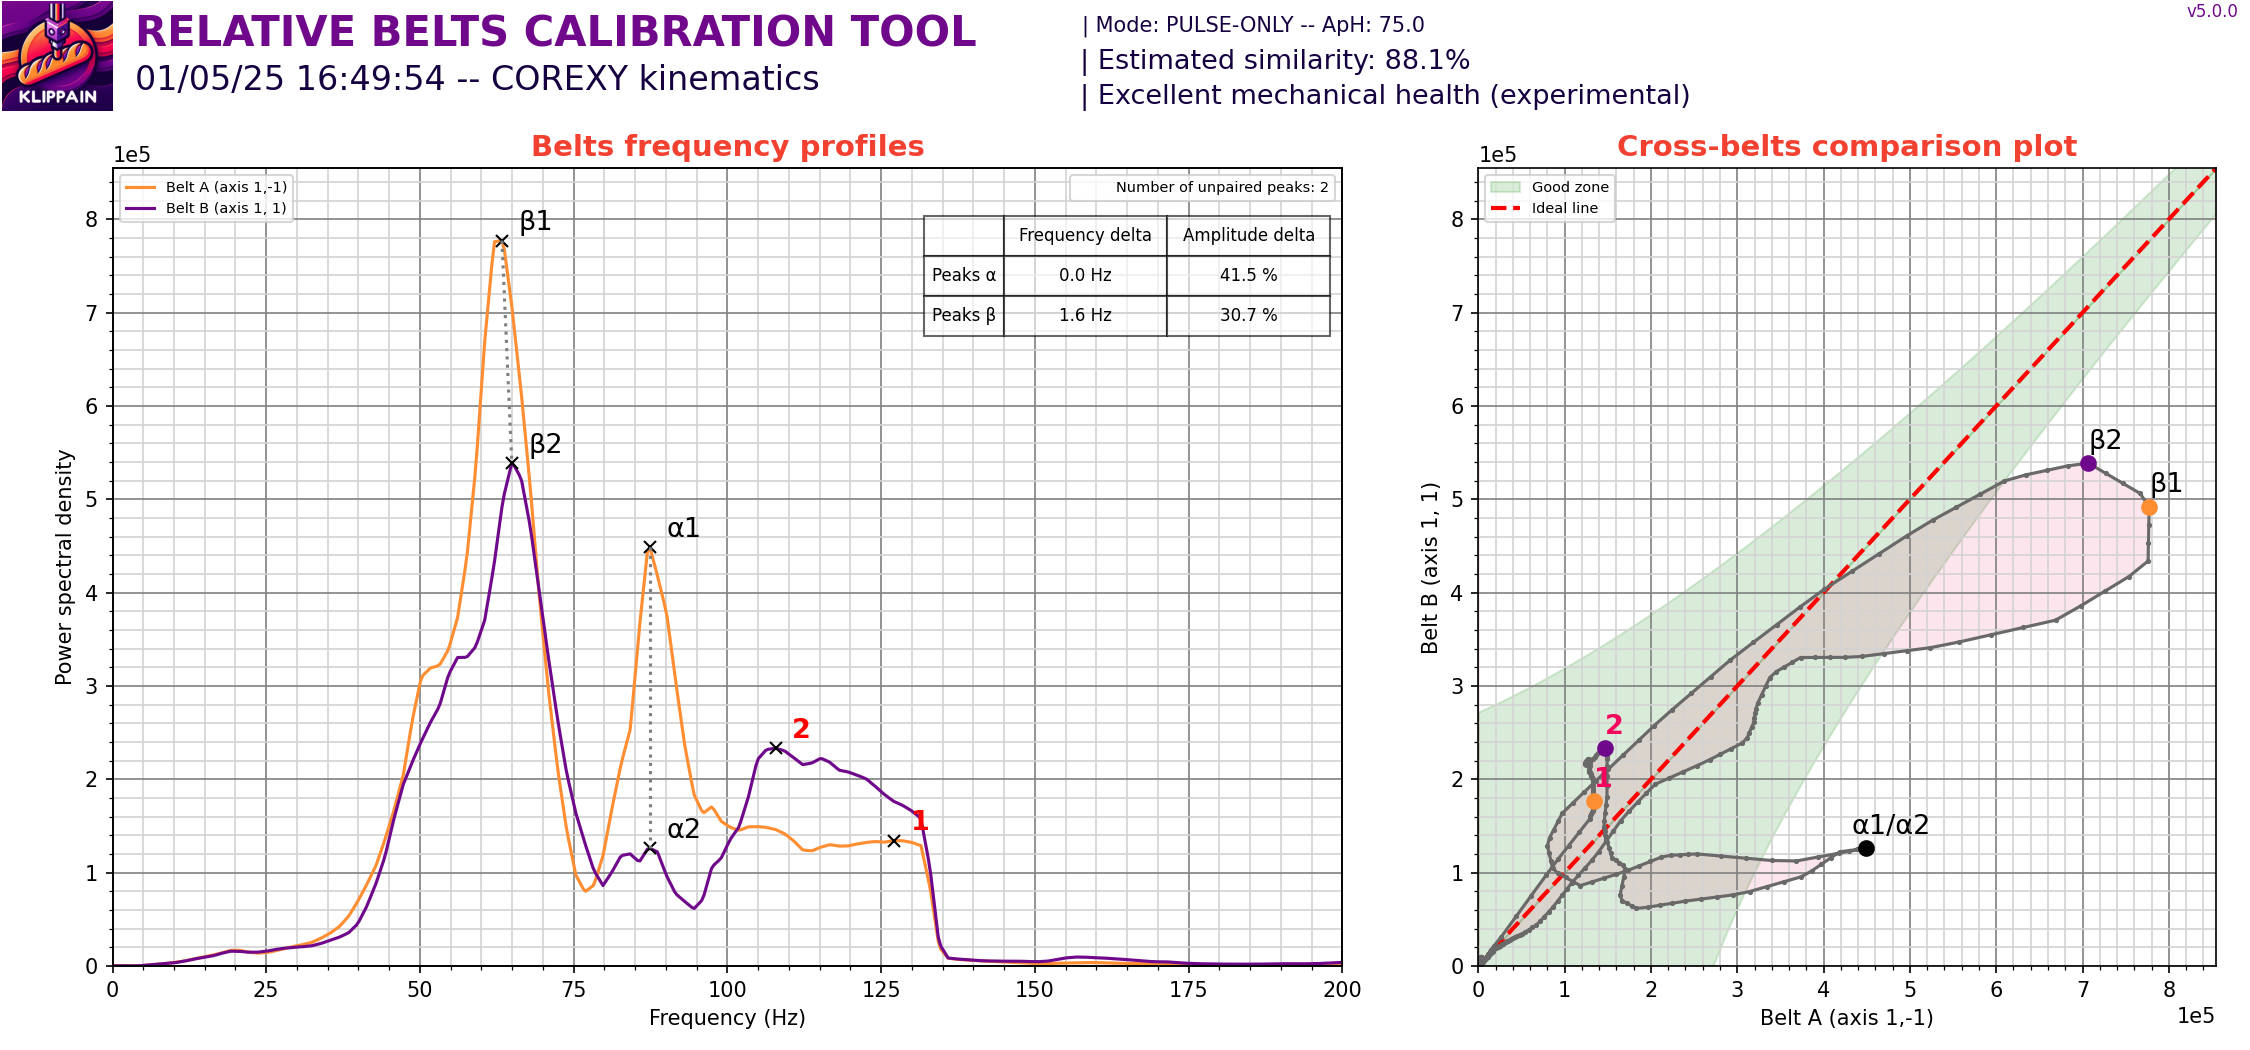 KLIPPAIN
RELATIVE BELTS CALIBRATION TOOL
01/05/25 16:49:54 -- COREXY kinematics
| Mode: PULSE-ONLY -- ApH: 75.0
| Estimated similarity: 88.1%
| Excellent mechanical health (experimental)
v5.0.0
Belts frequency profiles
1e5
Belt A (axis 1,-1)
Belt B (axis 1, 1)
Number of unpaired peaks: 2
Frequency delta Amplitude delta
Peaks α 0.0 Hz 41.5 %
Peaks β 1.6 Hz 30.7 %
β1
β2
α1
α2
2
1
8
7
6
5
4
3
2
1
0
Power spectral density
0 25 50 75 100 125 150 175 200
Frequency (Hz)
Cross-belts comparison plot
1e5
Good zone
Ideal line
β2
β1
2
1
α1/α2
8
7
6
5
4
3
2
1
0
Belt B (axis 1, 1)
0 1 2 3 4 5 6 7 8
Belt A (axis 1,-1)
1e5